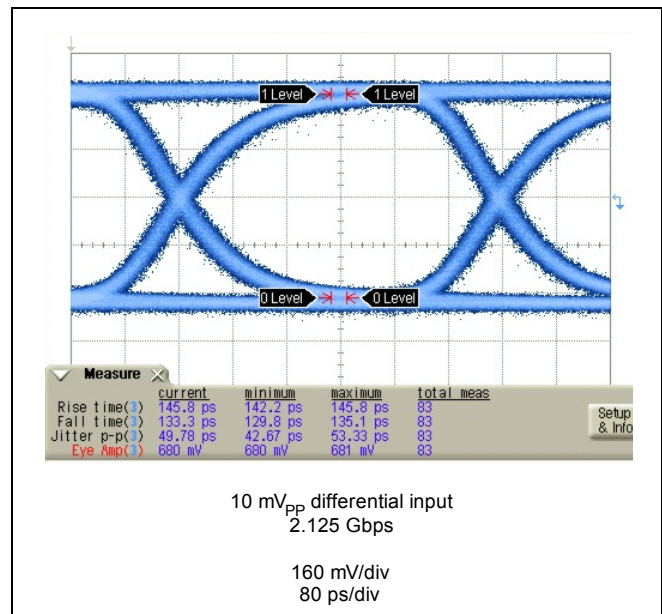 1 Level 1 Level
0 Level 0 Level
Measure
current minimum maximum total meas
Rise time(3) 145.8 ps 142.2 ps 145.8 ps 83
Fall time(3) 133.3 ps 129.8 ps 135.1 ps 83
Jitter p-p(3) 49.78 ps 42.67 ps 53.33 ps 83
Eye Amp(3) 680 mV 680 mV 681 mV 83
Setup
& Info
10 mVPP differential input
2.125 Gbps
160 mV/div
80 ps/div